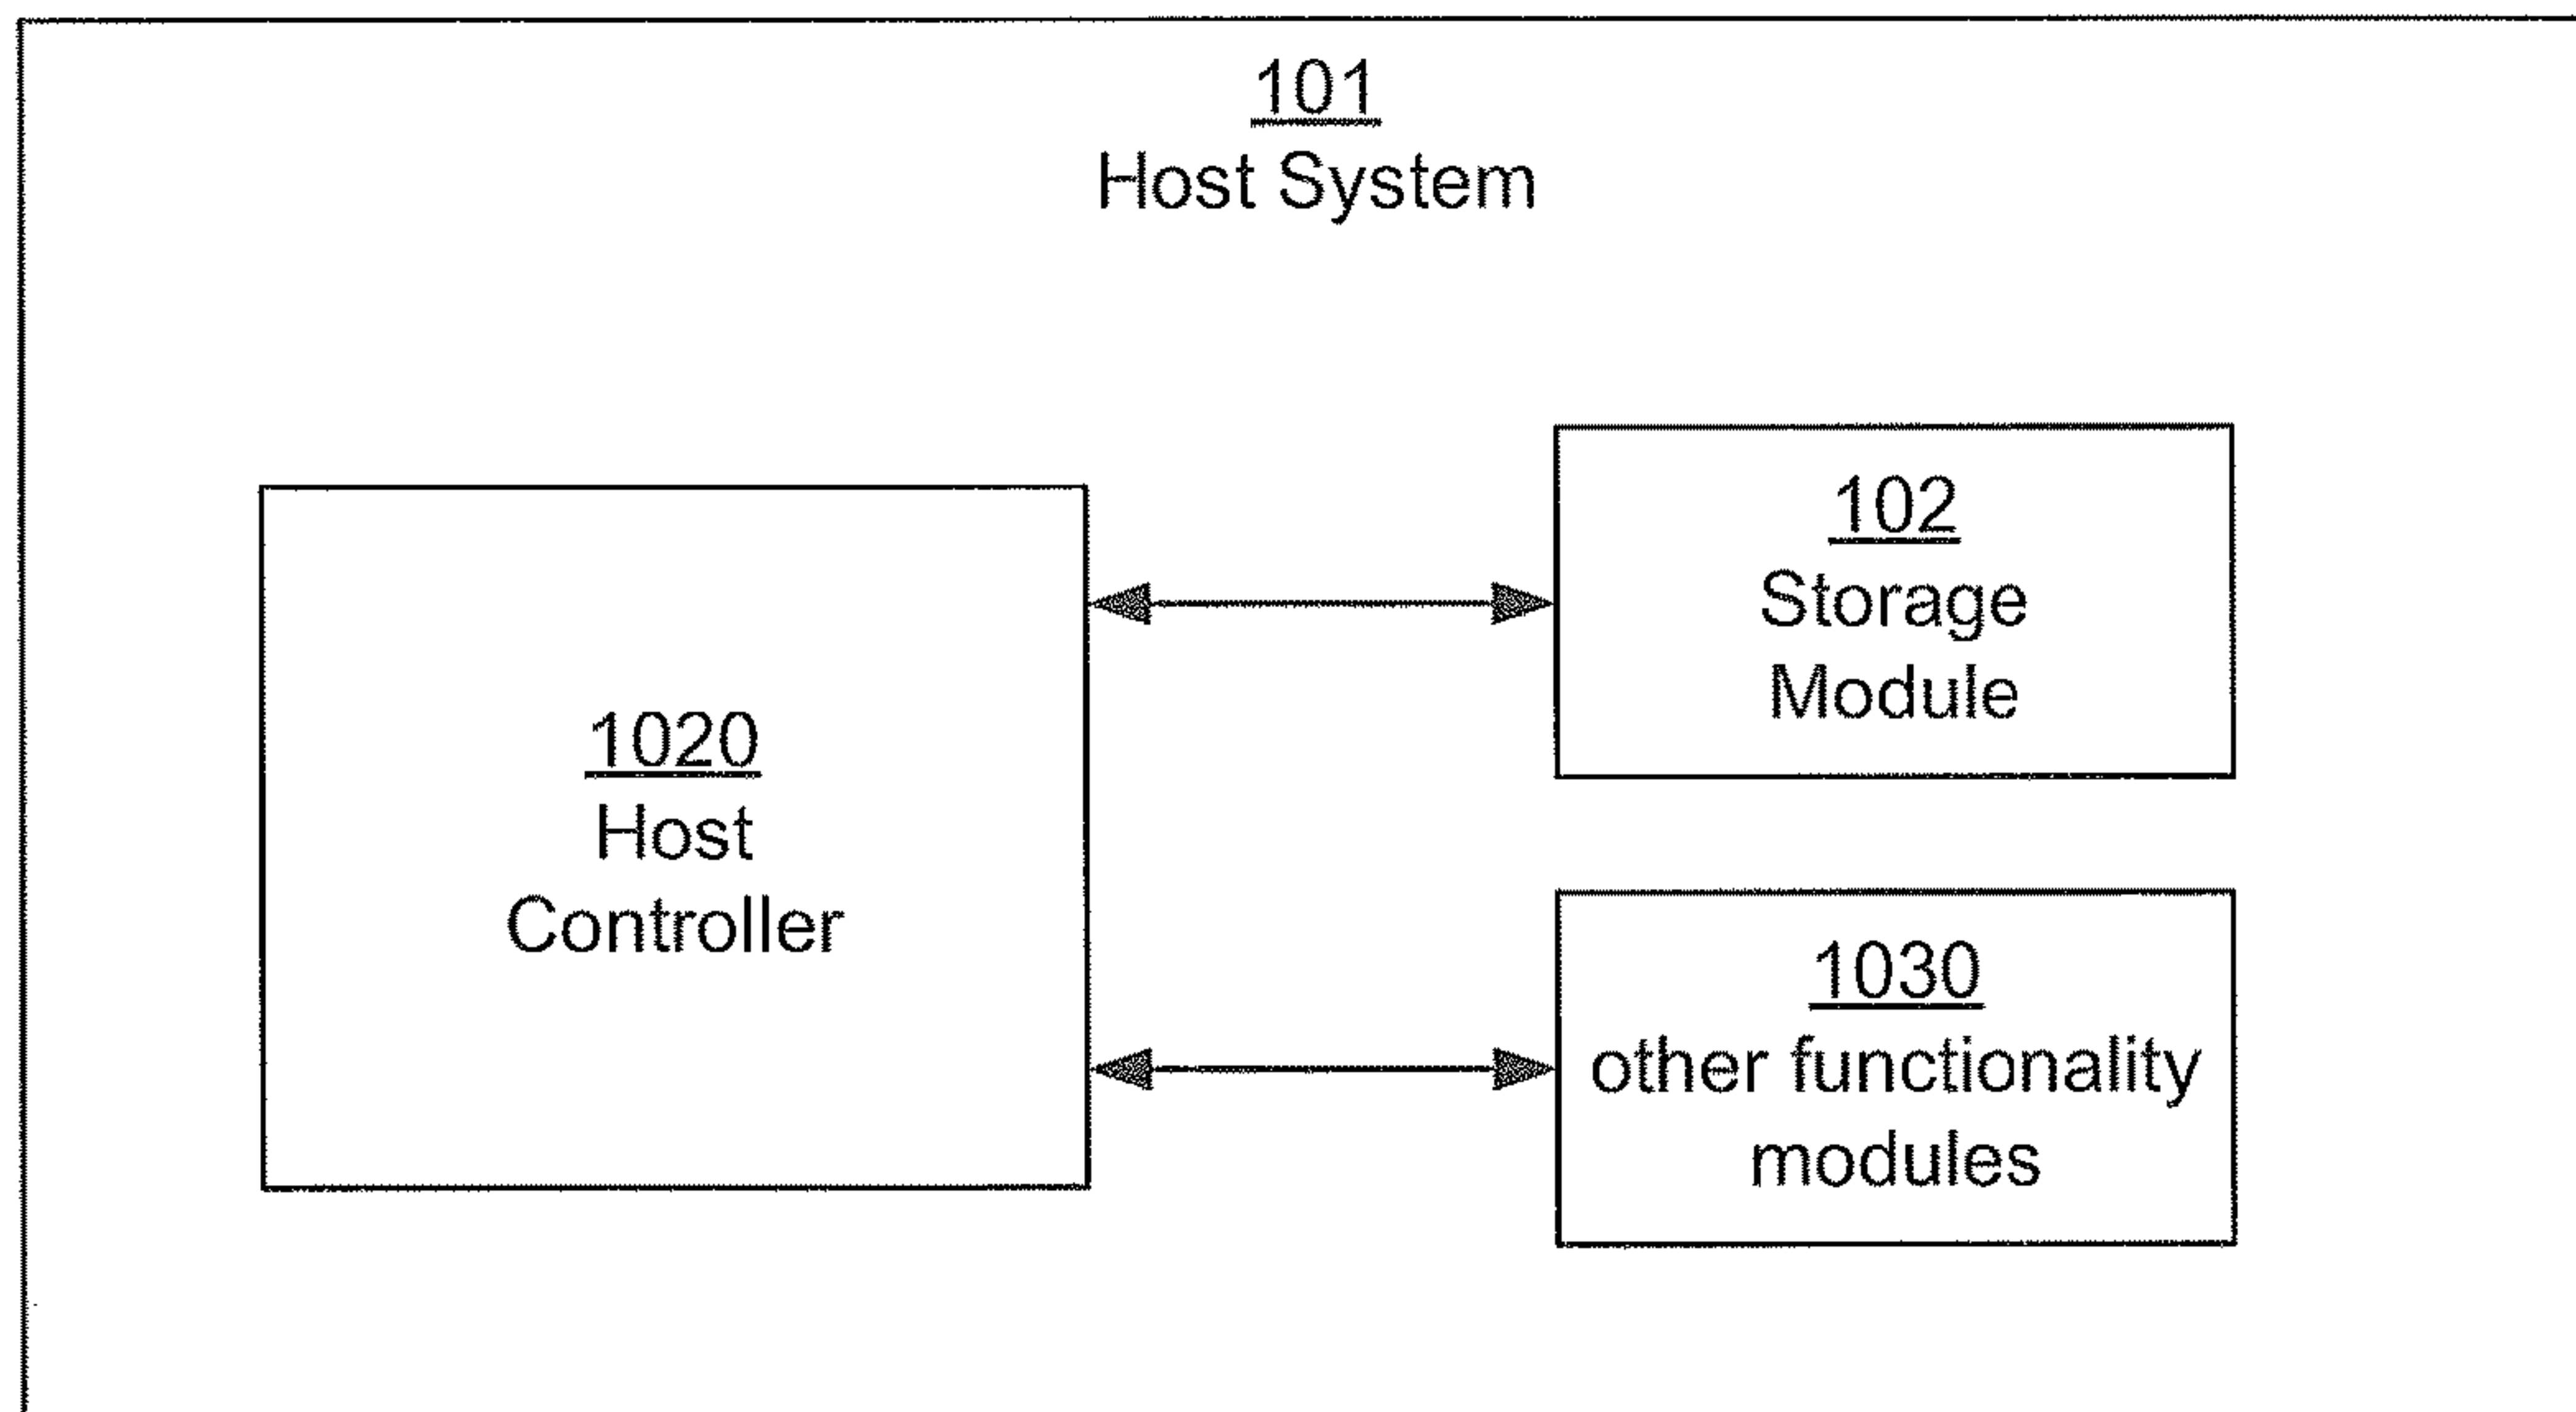 101
Host System
1020
Host
Controller
102
Storage
Module
1030
other functionality
modules